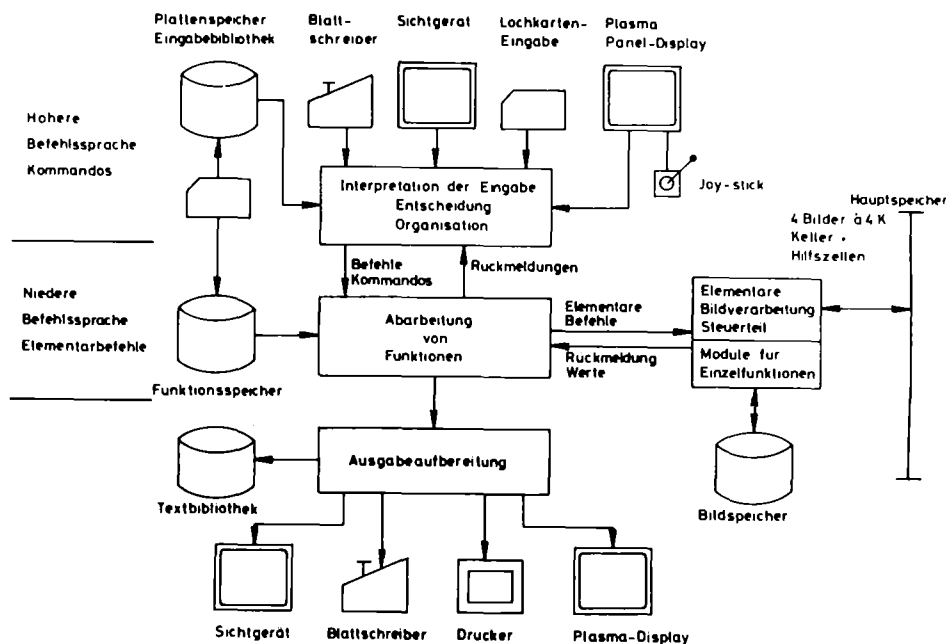 Plattenspeicher
Eingabebibliothek
Blatt-
schreiber
Sichtgerät
Lochkarten-
Eingabe
Plasma
Panel-Display
Höhere
Befehlssprache
Kommandos
Interpretation der Eingabe
Entscheidung
Organisation
Joy-stick
Hauptspeicher
4 Bilder à 4 K
Keller +
Hilfszellen
Befehle
Kommandos
Rückmeldungen
Niedere
Befehlssprache
Elementarbefehle
Funktionsspeicher
Abarbeitung
von
Funktionen
Elementare
Befehle
Rückmeldung
Werte
Elementare
Bildverarbeitung
Steuerteil
Module für
Einzelfunktionen
Ausgabeaufbereitung
Textbibliothek
Bildspeicher
Sichtgerät
Blattschreiber
Drucker
Plasma-Display